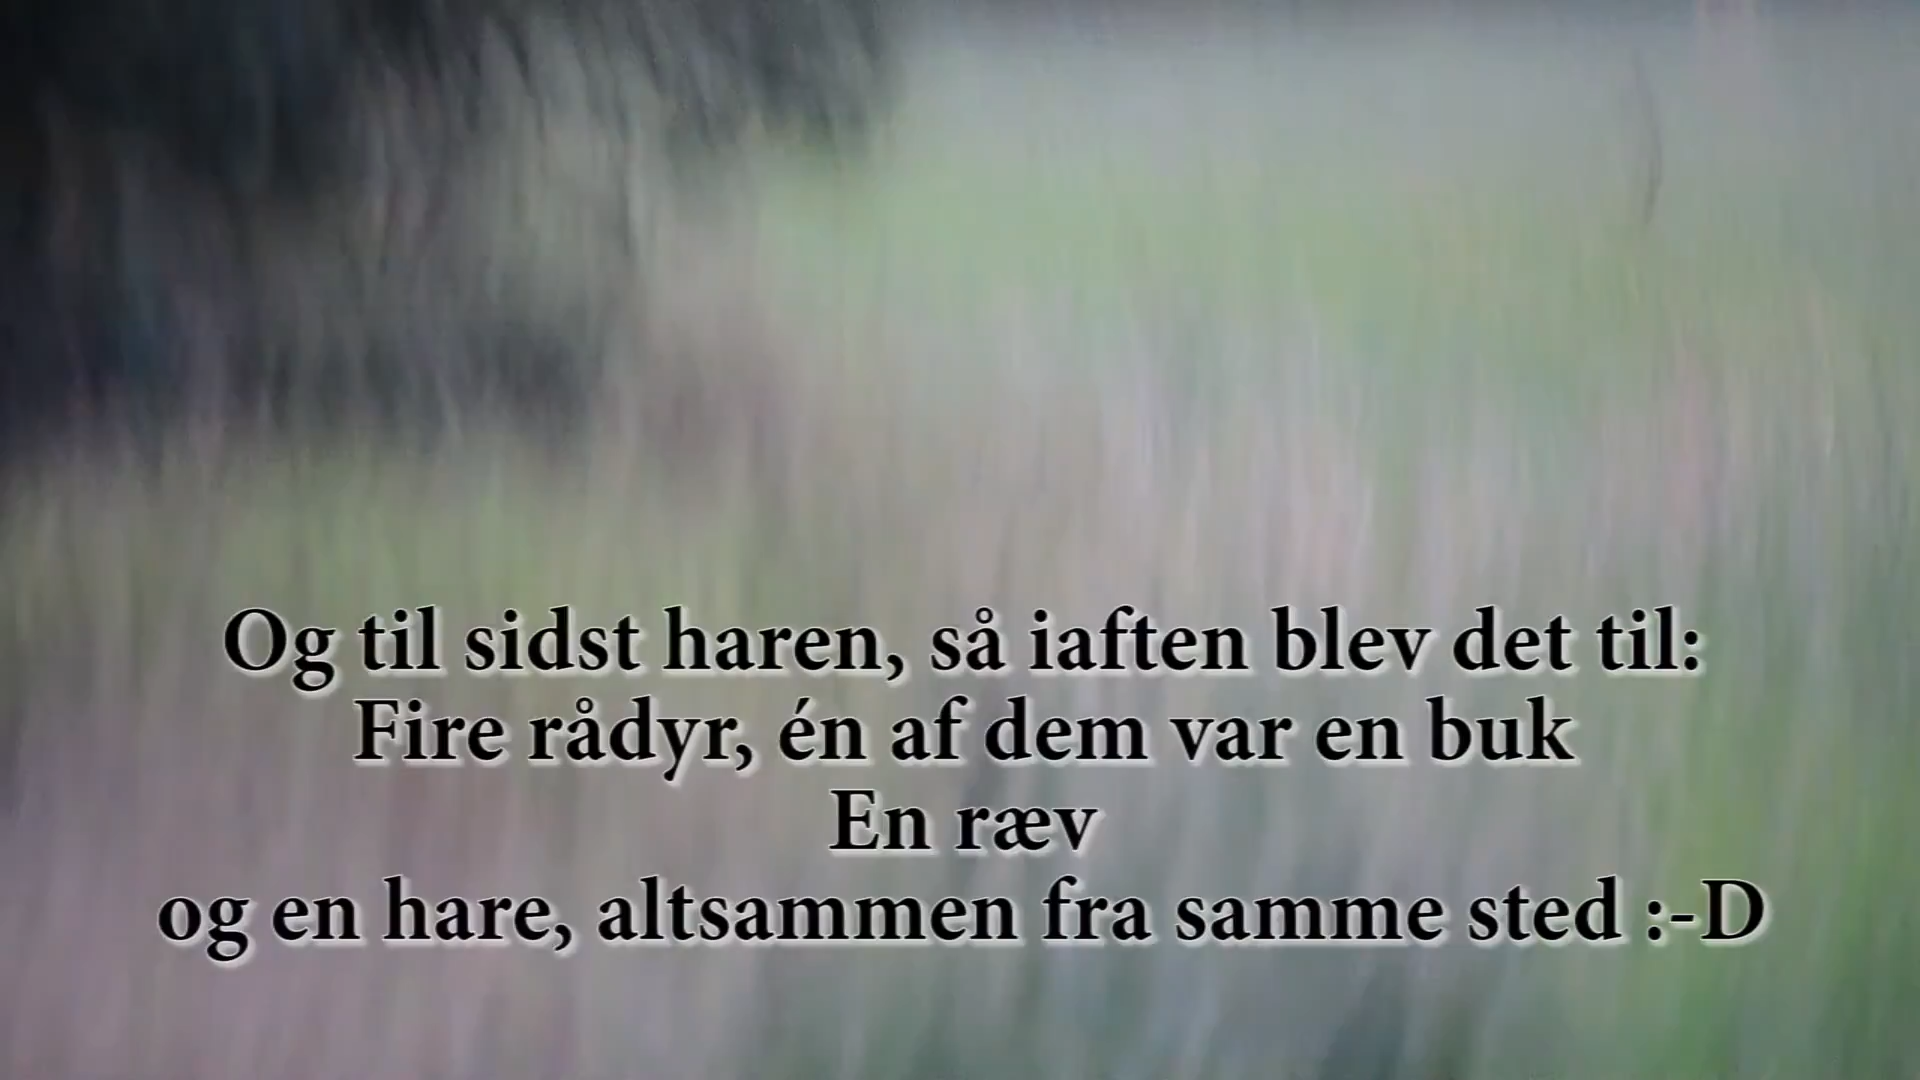 Og til sidst haren, så iaften blev det til:
Fire rådyr, én af dem var en buk
En ræv
og en hare, altsammen fra samme sted :-D